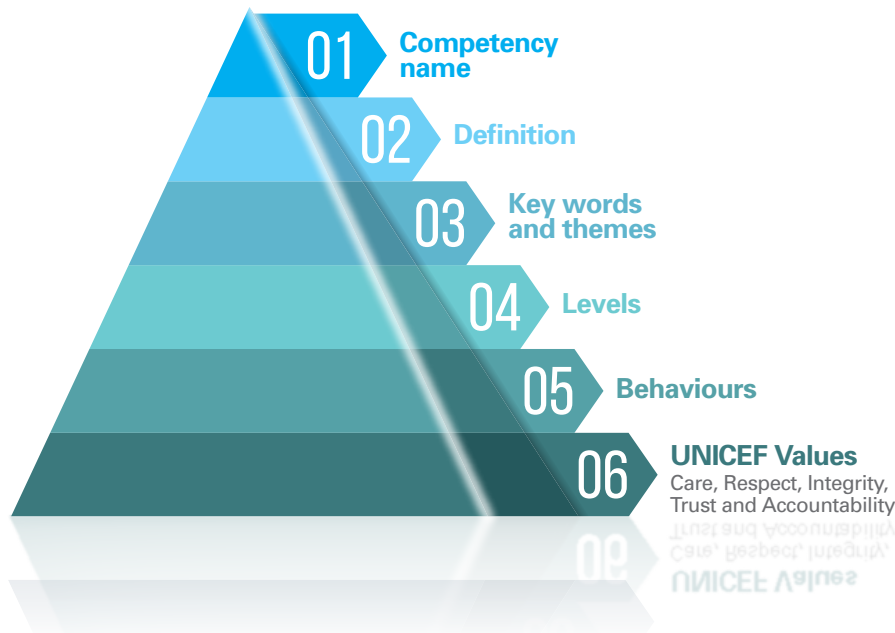 01
Competency
name
02
Definition
03
Key words
and themes
04
Levels
05
Behaviours
06
UNICEF Values
Care, Respect, Integrity,
Trust and Accountability